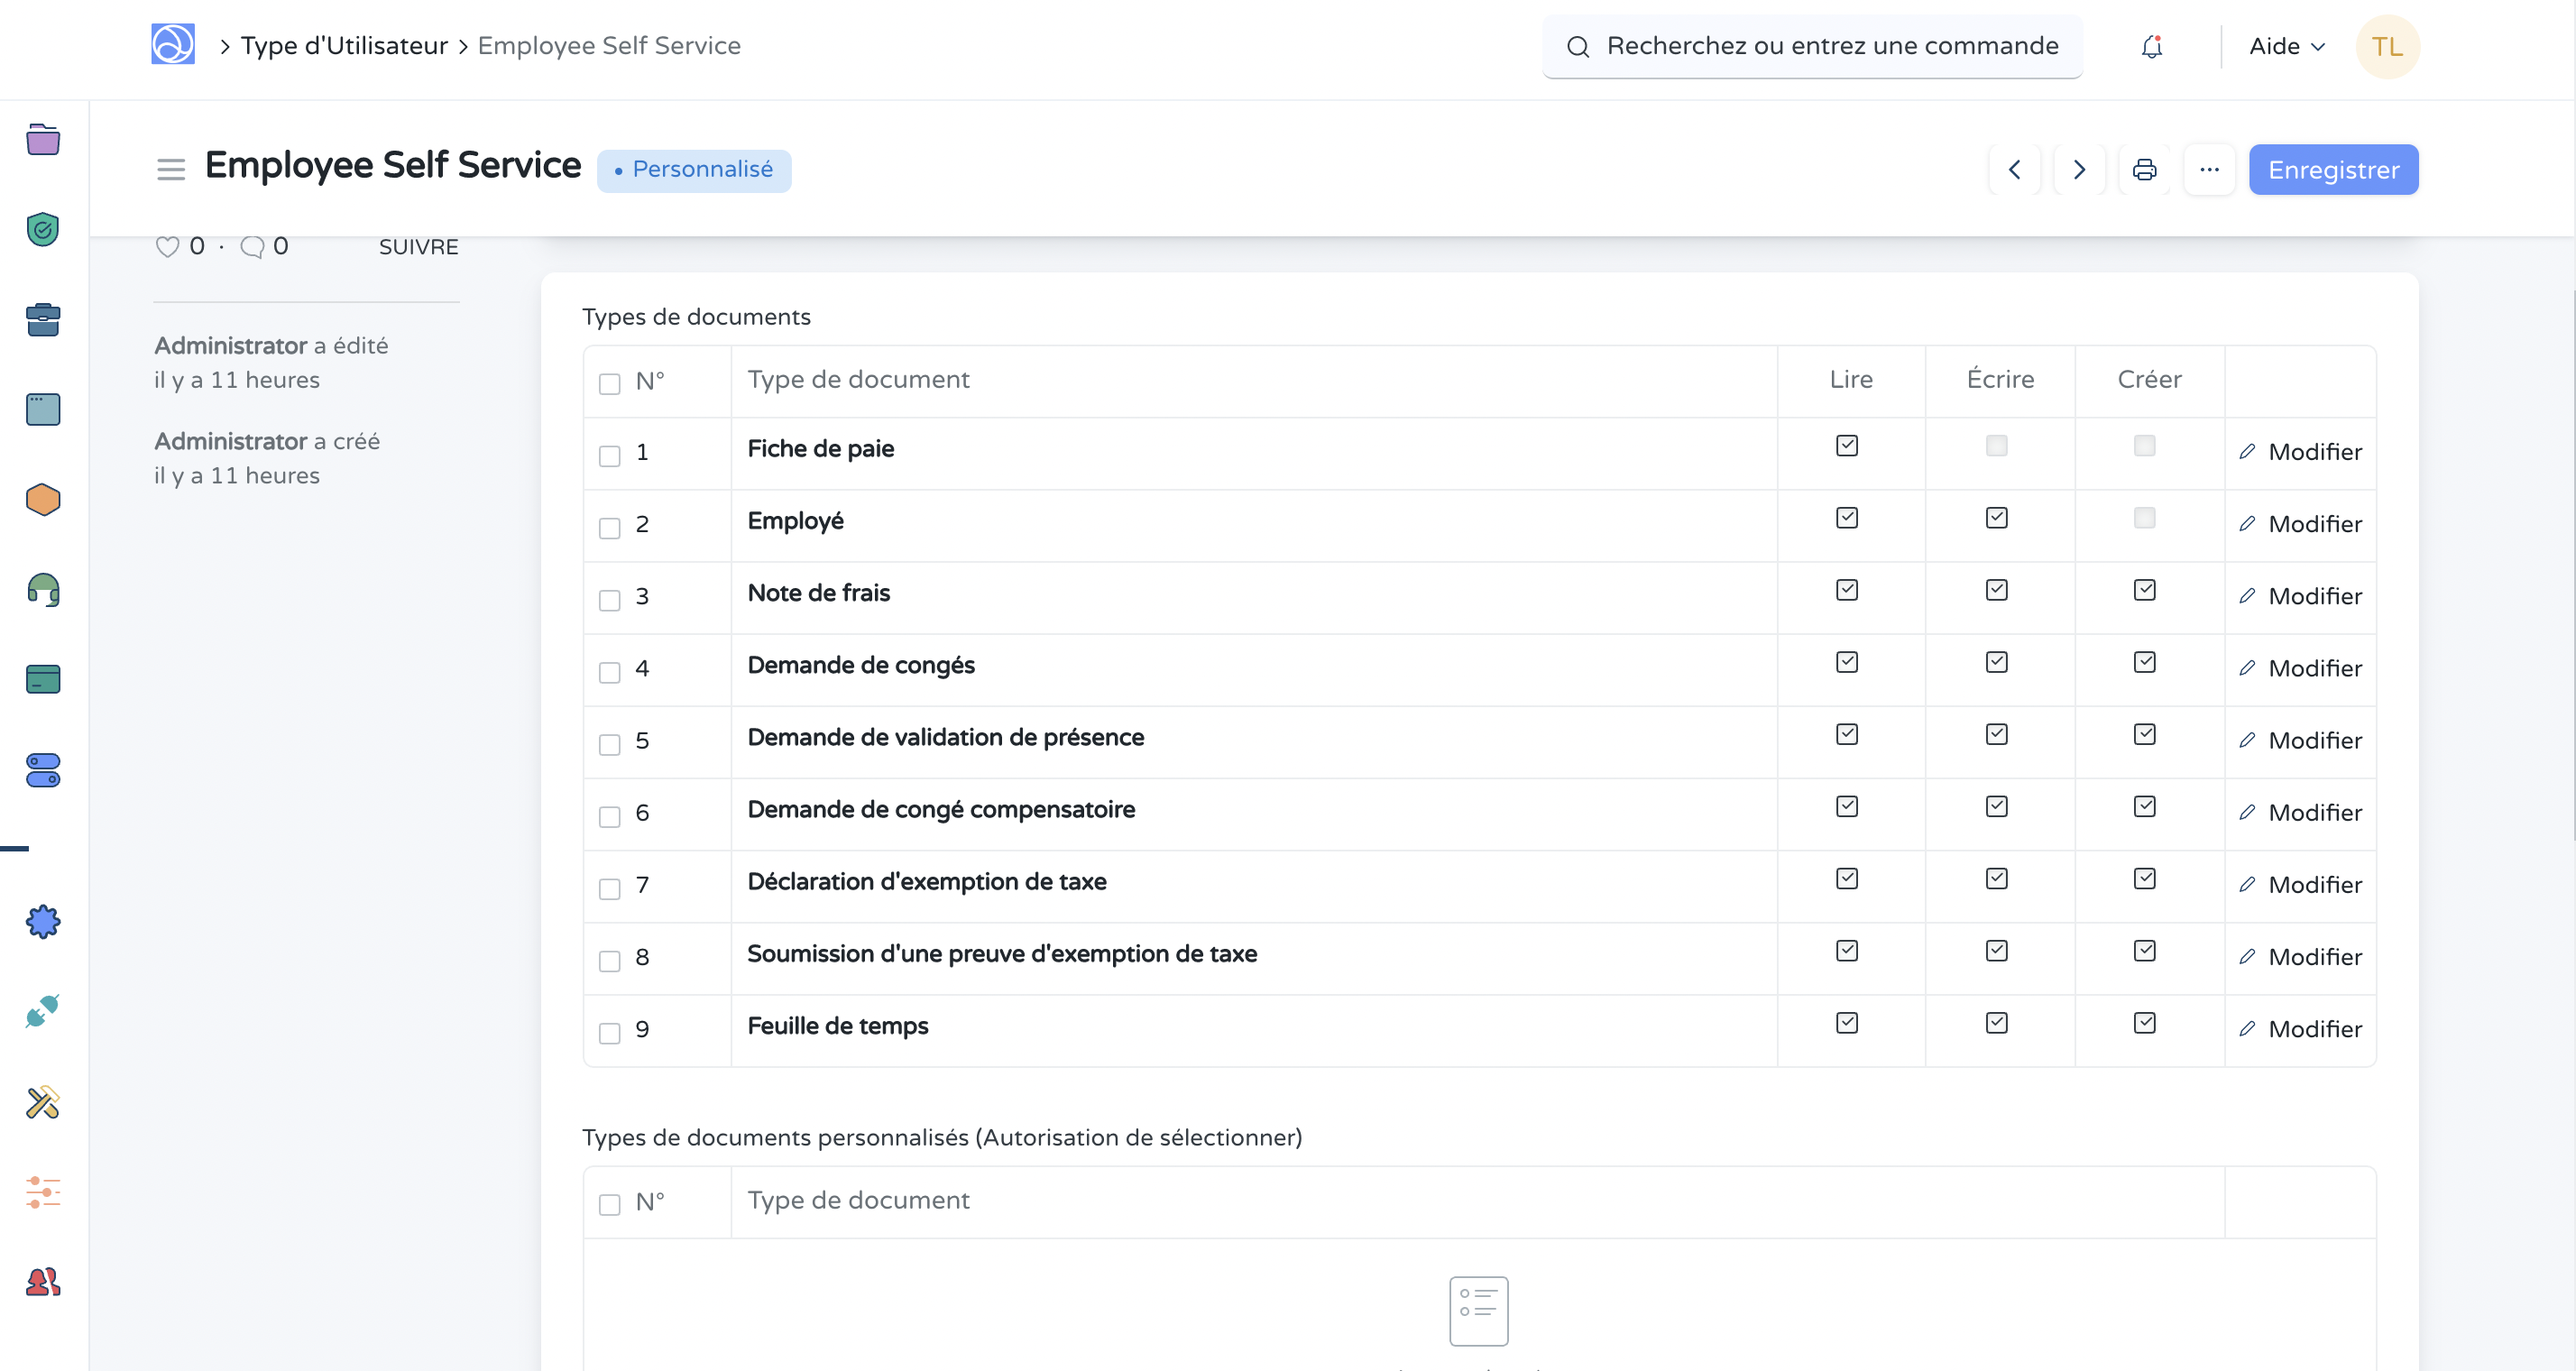 Type d'Utilisateur
Employee Self Service
Recherchez ou entrez une commande
Aide
TL
Employee Self Service
Personnalisé
Enregistrer
0 · 0
SUIVRE
Administrator a édité
il y a 11 heures
Administrator a créé
il y a 11 heures
Types de documents
N° Type de document Lire Écrire Créer
1 Fiche de paie Modifier
2 Employé Modifier
3 Note de frais Modifier
4 Demande de congés Modifier
5 Demande de validation de présence Modifier
6 Demande de congé compensatoire Modifier
7 Déclaration d'exemption de taxe Modifier
8 Soumission d'une preuve d'exemption de taxe Modifier
9 Feuille de temps Modifier
Types de documents personnalisés (Autorisation de sélectionner)
N° Type de document